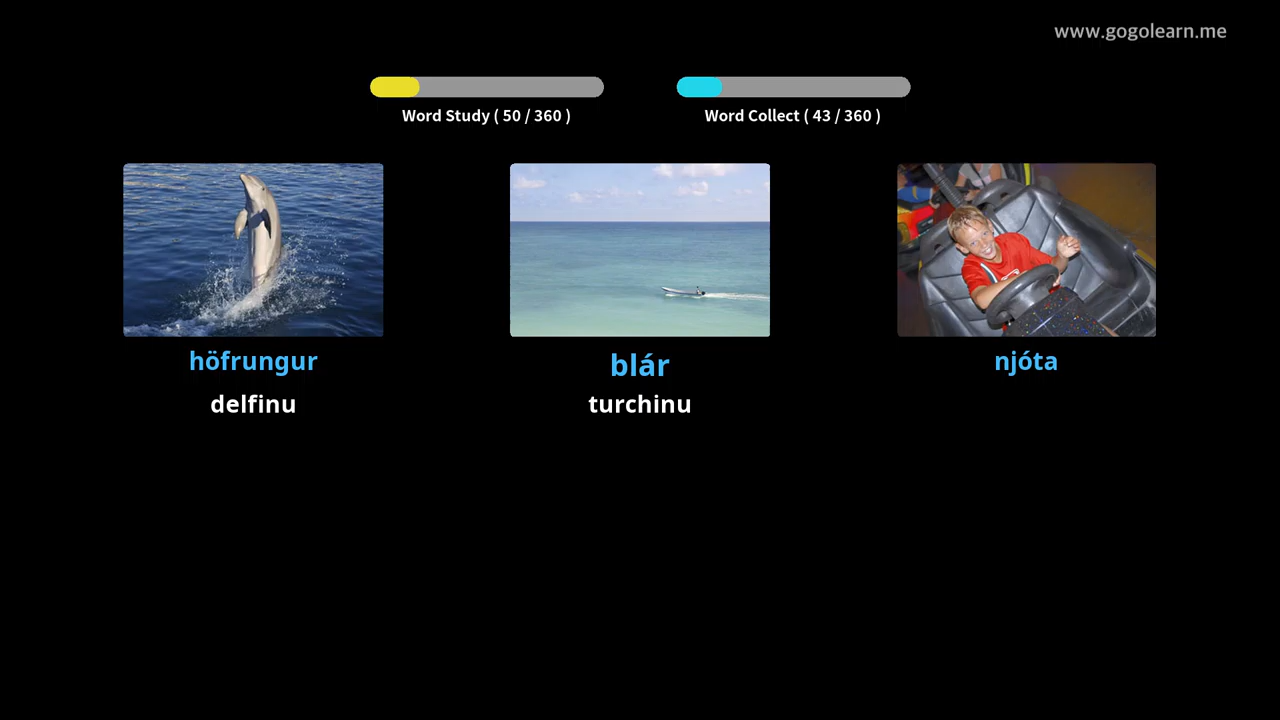 www.gogolearn.me
Word Study ( 50 / 360 )
Word Collect ( 43 / 360 )
höfrungur
blár
njóta
delfinu
turchinu